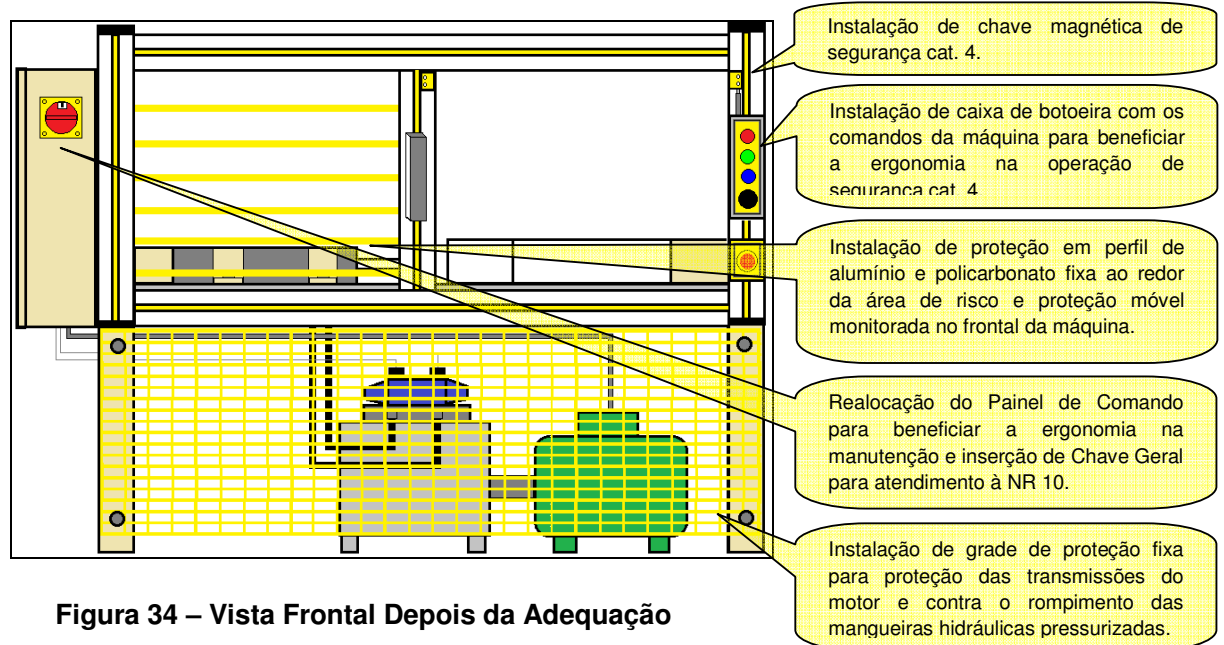 Instalação de chave magnética de
segurança cat. 4.
Instalação de caixa de botoeira com os
comandos da máquina para beneficiar
a ergonomia na operação de
segurança cat. 4
Instalação de proteção em perfil de
alumínio e policarbonato fixa ao redor
da área de risco e proteção móvel
monitorada no frontal da máquina.
Realocação do Painel de Comando
para beneficiar a ergonomia na
manutenção e inserção de Chave Geral
para atendimento à NR 10.
Instalação de grade de proteção fixa
para proteção das transmissões do
motor e contra o rompimento das
mangueiras hidráulicas pressurizadas.
Figura 34 – Vista Frontal Depois da Adequação